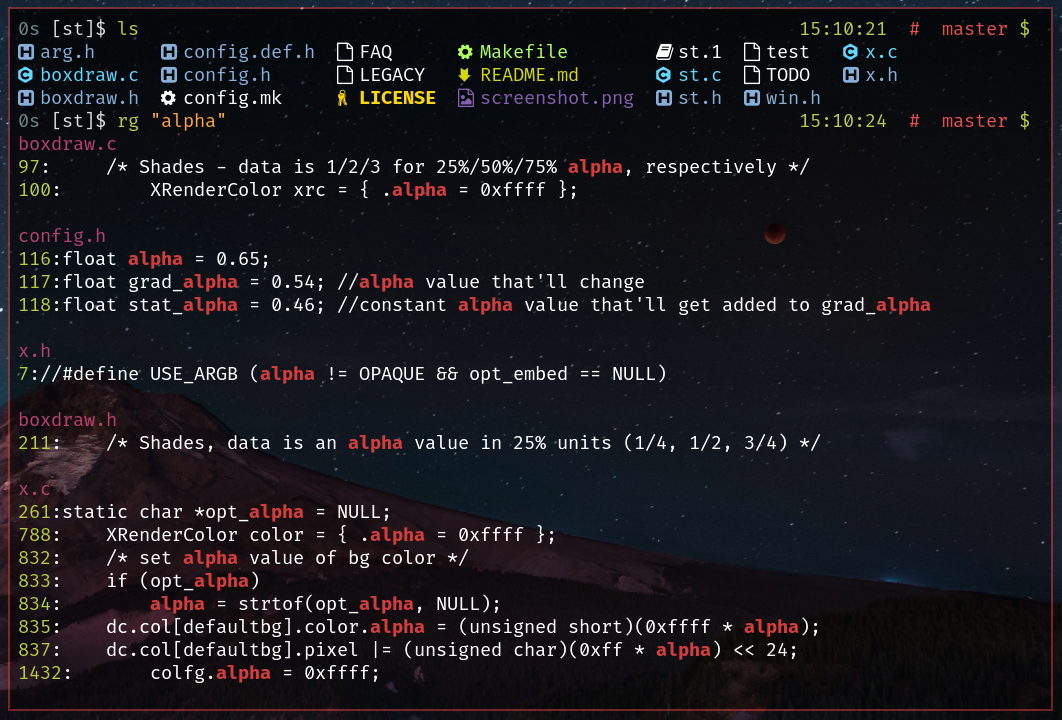 0s [st]$ ls 15:10:21 # master $
arg.h config.def.h FAQ Makefile st.1 test x.c
boxdraw.c config.h LEGACY README.md st.c TODO x.h
boxdraw.h config.mk LICENSE screenshot.png st.h win.h
0s [st]$ rg "alpha" 15:10:24 # master $
boxdraw.c
97:    /* Shades - data is 1/2/3 for 25%/50%/75% alpha, respectively */
100:        XRenderColor xrc = { .alpha = 0xffff };

config.h
116:float alpha = 0.65;
117:float grad_alpha = 0.54; //alpha value that'll change
118:float stat_alpha = 0.46; //constant alpha value that'll get added to grad_alpha

x.h
7://#define USE_ARGB (alpha != OPAQUE && opt_embed == NULL)

boxdraw.h
211:    /* Shades, data is an alpha value in 25% units (1/4, 1/2, 3/4) */

x.c
261:static char *opt_alpha = NULL;
788:    XRenderColor color = { .alpha = 0xffff };
832:    /* set alpha value of bg color */
833:    if (opt_alpha)
834:        alpha = strtof(opt_alpha, NULL);
835:    dc.col[defaultbg].color.alpha = (unsigned short)(0xffff * alpha);
837:    dc.col[defaultbg].pixel |= (unsigned char)(0xff * alpha) << 24;
1432:       colfg.alpha = 0xffff;